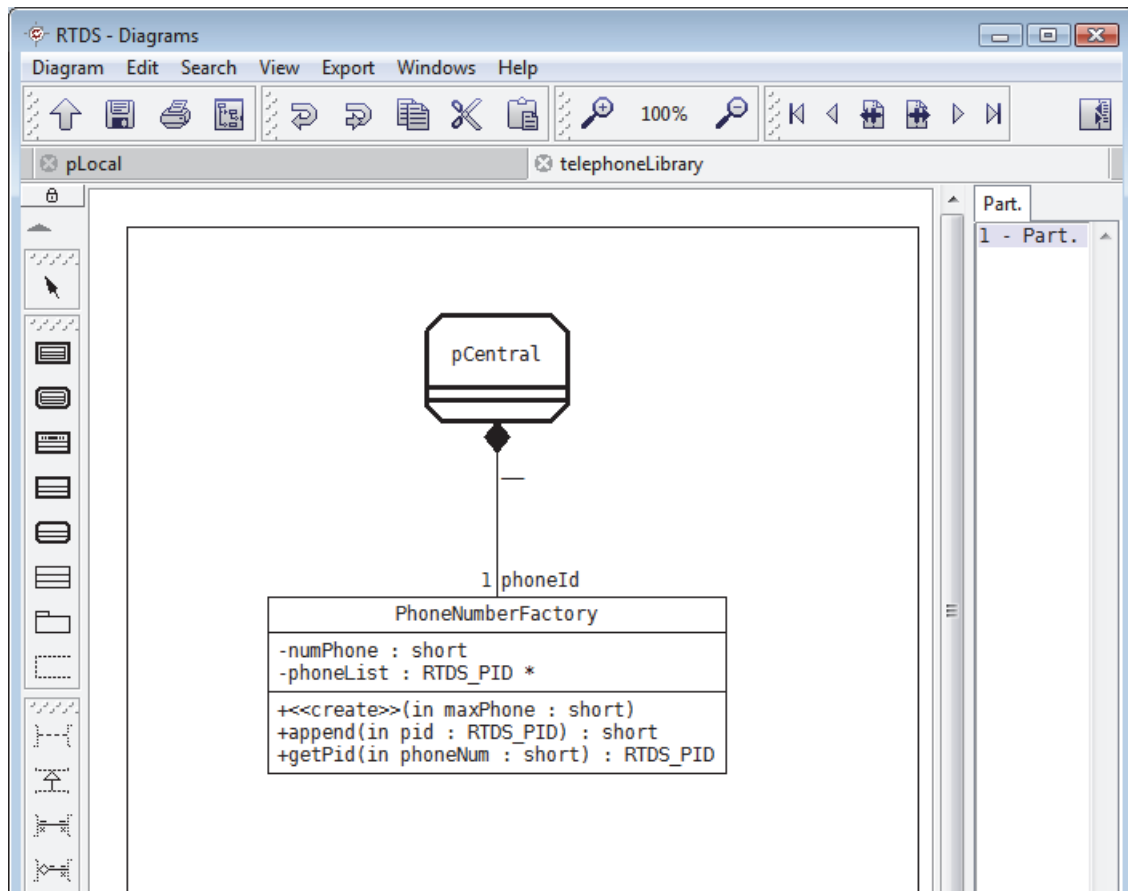 RTDS - Diagrams
Diagram Edit Search View Export Windows Help
100%
pLocal
telephoneLibrary
Part.
1 - Part.
pCentral
1 phoneId
PhoneNumberFactory
-numPhone : short
-phoneList : RTDS_PID *
+<<create>>(in maxPhone : short)
+append(in pid : RTDS_PID) : short
+getPid(in phoneNum : short) : RTDS_PID